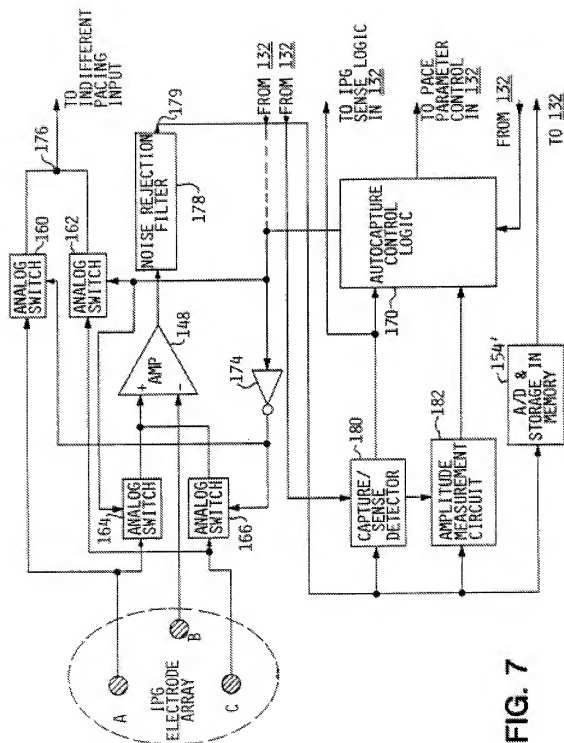 TO INDIFFERENT
PACING
INPUT
176
ANALOG
SWITCH
160
ANALOG
SWITCH
162
NOISE REJECTION
FILTER
179
178
FROM 132
FROM 132
TO IPG
SENSE LOGIC
IN 132
TO PACE
PARAMETER
CONTROL
IN 132
FROM 132
TO 132
AMP
+
-
148
174
ANALOG
SWITCH
164
ANALOG
SWITCH
166
AUTOCAPTURE
CONTROL
LOGIC
170
CAPTURE/
SENSE
DETECTOR
180
AMPLITUDE
MEASUREMENT
CIRCUIT
182
A/D &
STORAGE IN
MEMORY
154'
A
B
C
IPG
ELECTRODE
ARRAY
FIG. 7